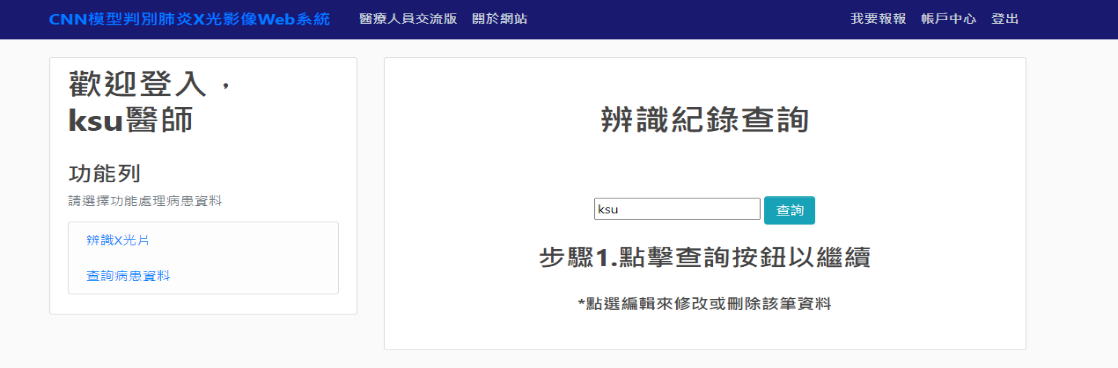 CNN模型判別肺炎X光影像Web系統 醫療人員交流版 關於網站 我要報報 帳戶中心 登出
歡迎登入，
ksu醫師
功能列
請選擇功能處理病患資料
辨識X光片
查詢病患資料
辨識紀錄查詢
ksu 查詢
步驟1.點擊查詢按鈕以繼續
*點選編輯來修改或刪除該筆資料